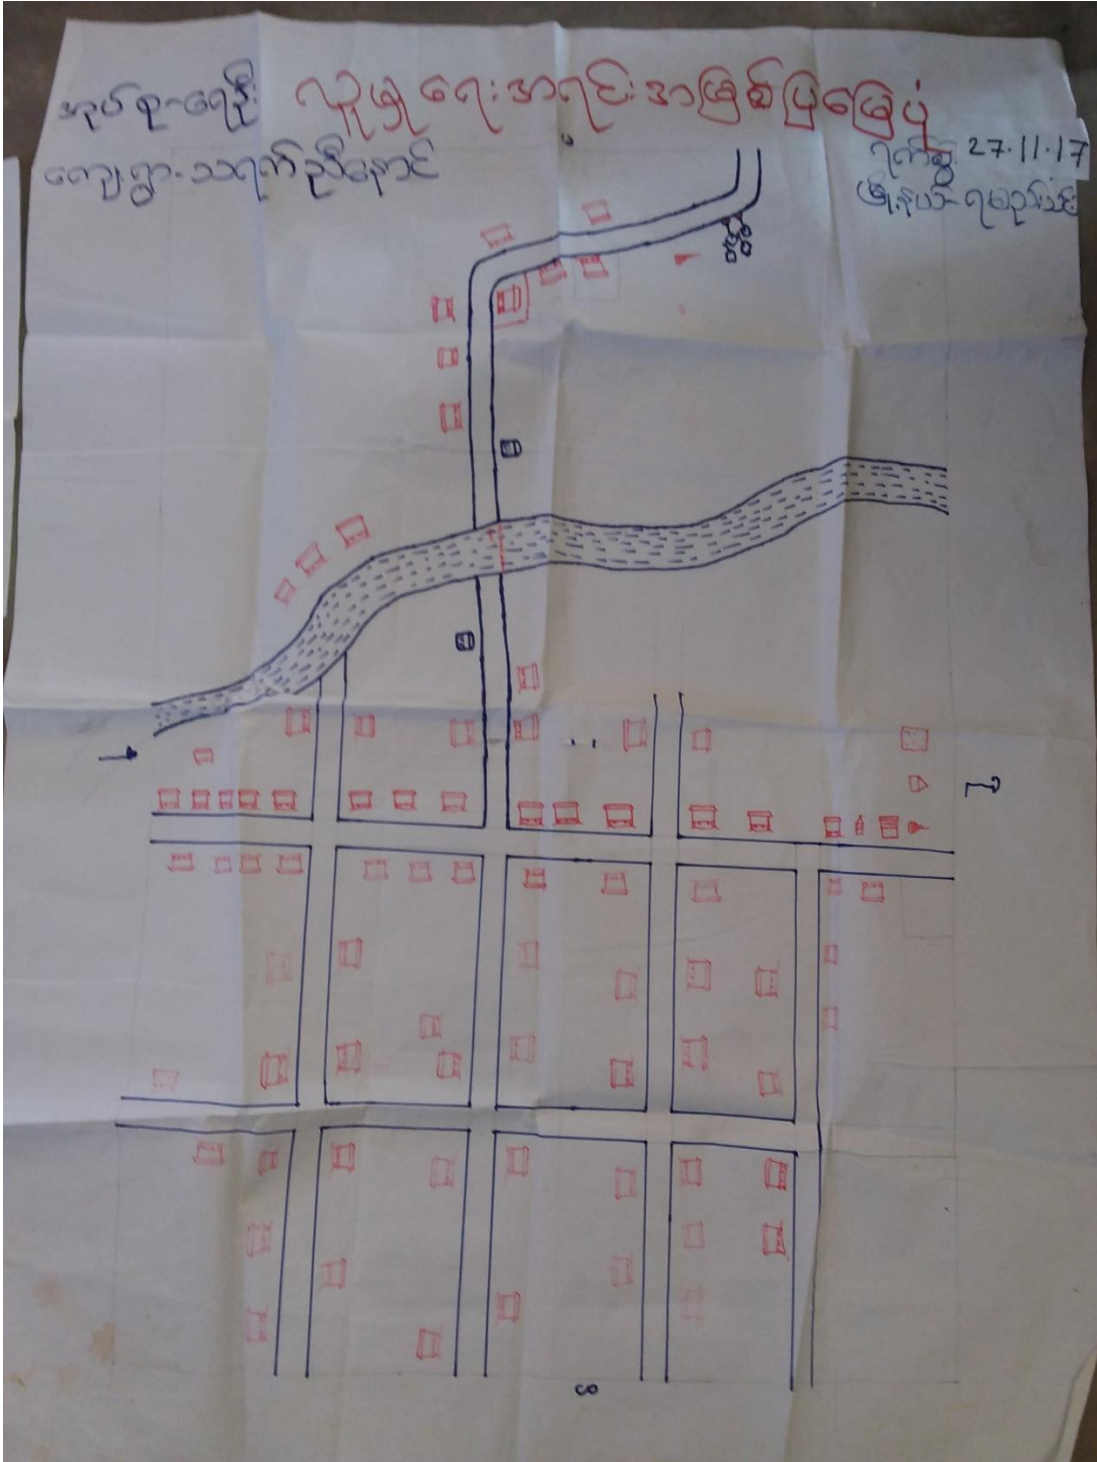 အုပ်စု-ရေဦး လူမှုရေးအရင်းအမြစ်ပြမြေပုံ
ကျေးရွာ-သရက်ညီနောင် ရက်စွဲ 27.11.17
မြို့နယ်-ရမည်းသင်း